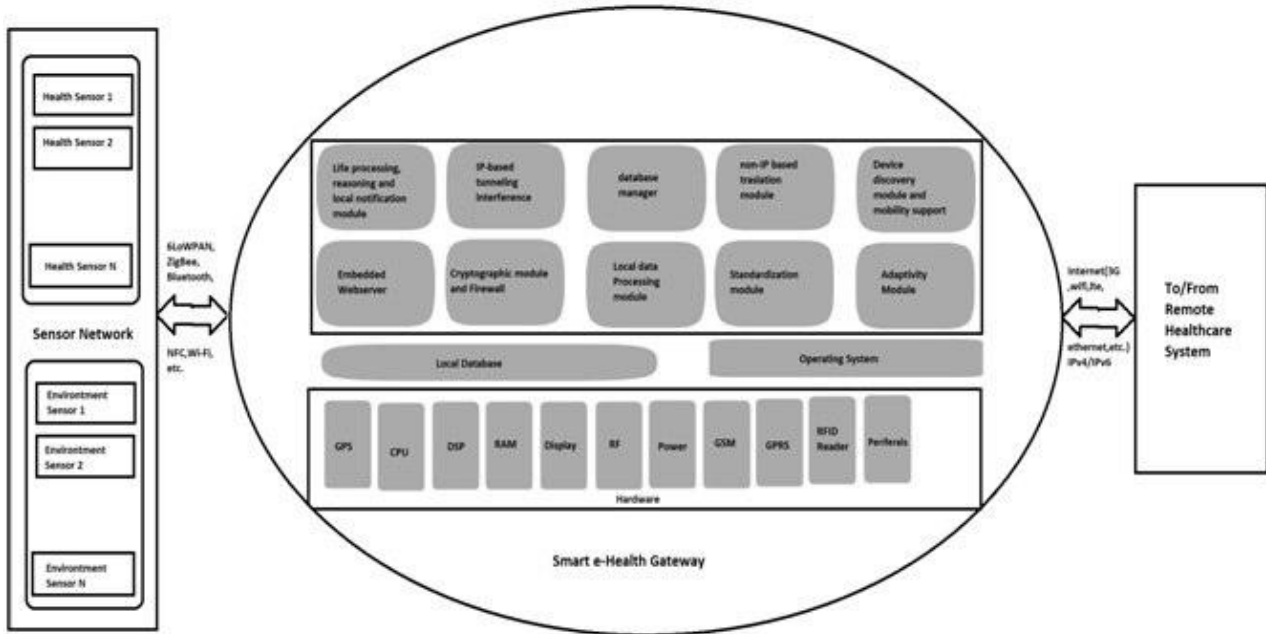 Health Sensor 1
Health Sensor 2
Health Sensor N
Sensor Network
Environtment
Sensor 1
Environtment
Sensor 2
Environtment
Sensor N
6LoWPAN,
ZigBee,
Bluetooth,
NFC,Wi-Fi,
etc.
Life processing,
reasoning and
local notification
module
IP-based
tunneling
Interference
database
manager
non-IP based
traslation
module
Device
discovery
module and
mobility support
Embedded
Webserver
Cryptographic module
and Firewall
Local data
Processing
module
Standardization
module
Adaptivity
Module
Local Database
Operating System
GPS
CPU
DSP
RAM
Display
RF
Power
GSM
GPRS
RFID
Reader
Periferals
Hardware
Smart e-Health Gateway
Internet(3G
,wifi,lte,
ethernet,etc.)
IPv4/IPv6
To/From
Remote
Healthcare
System